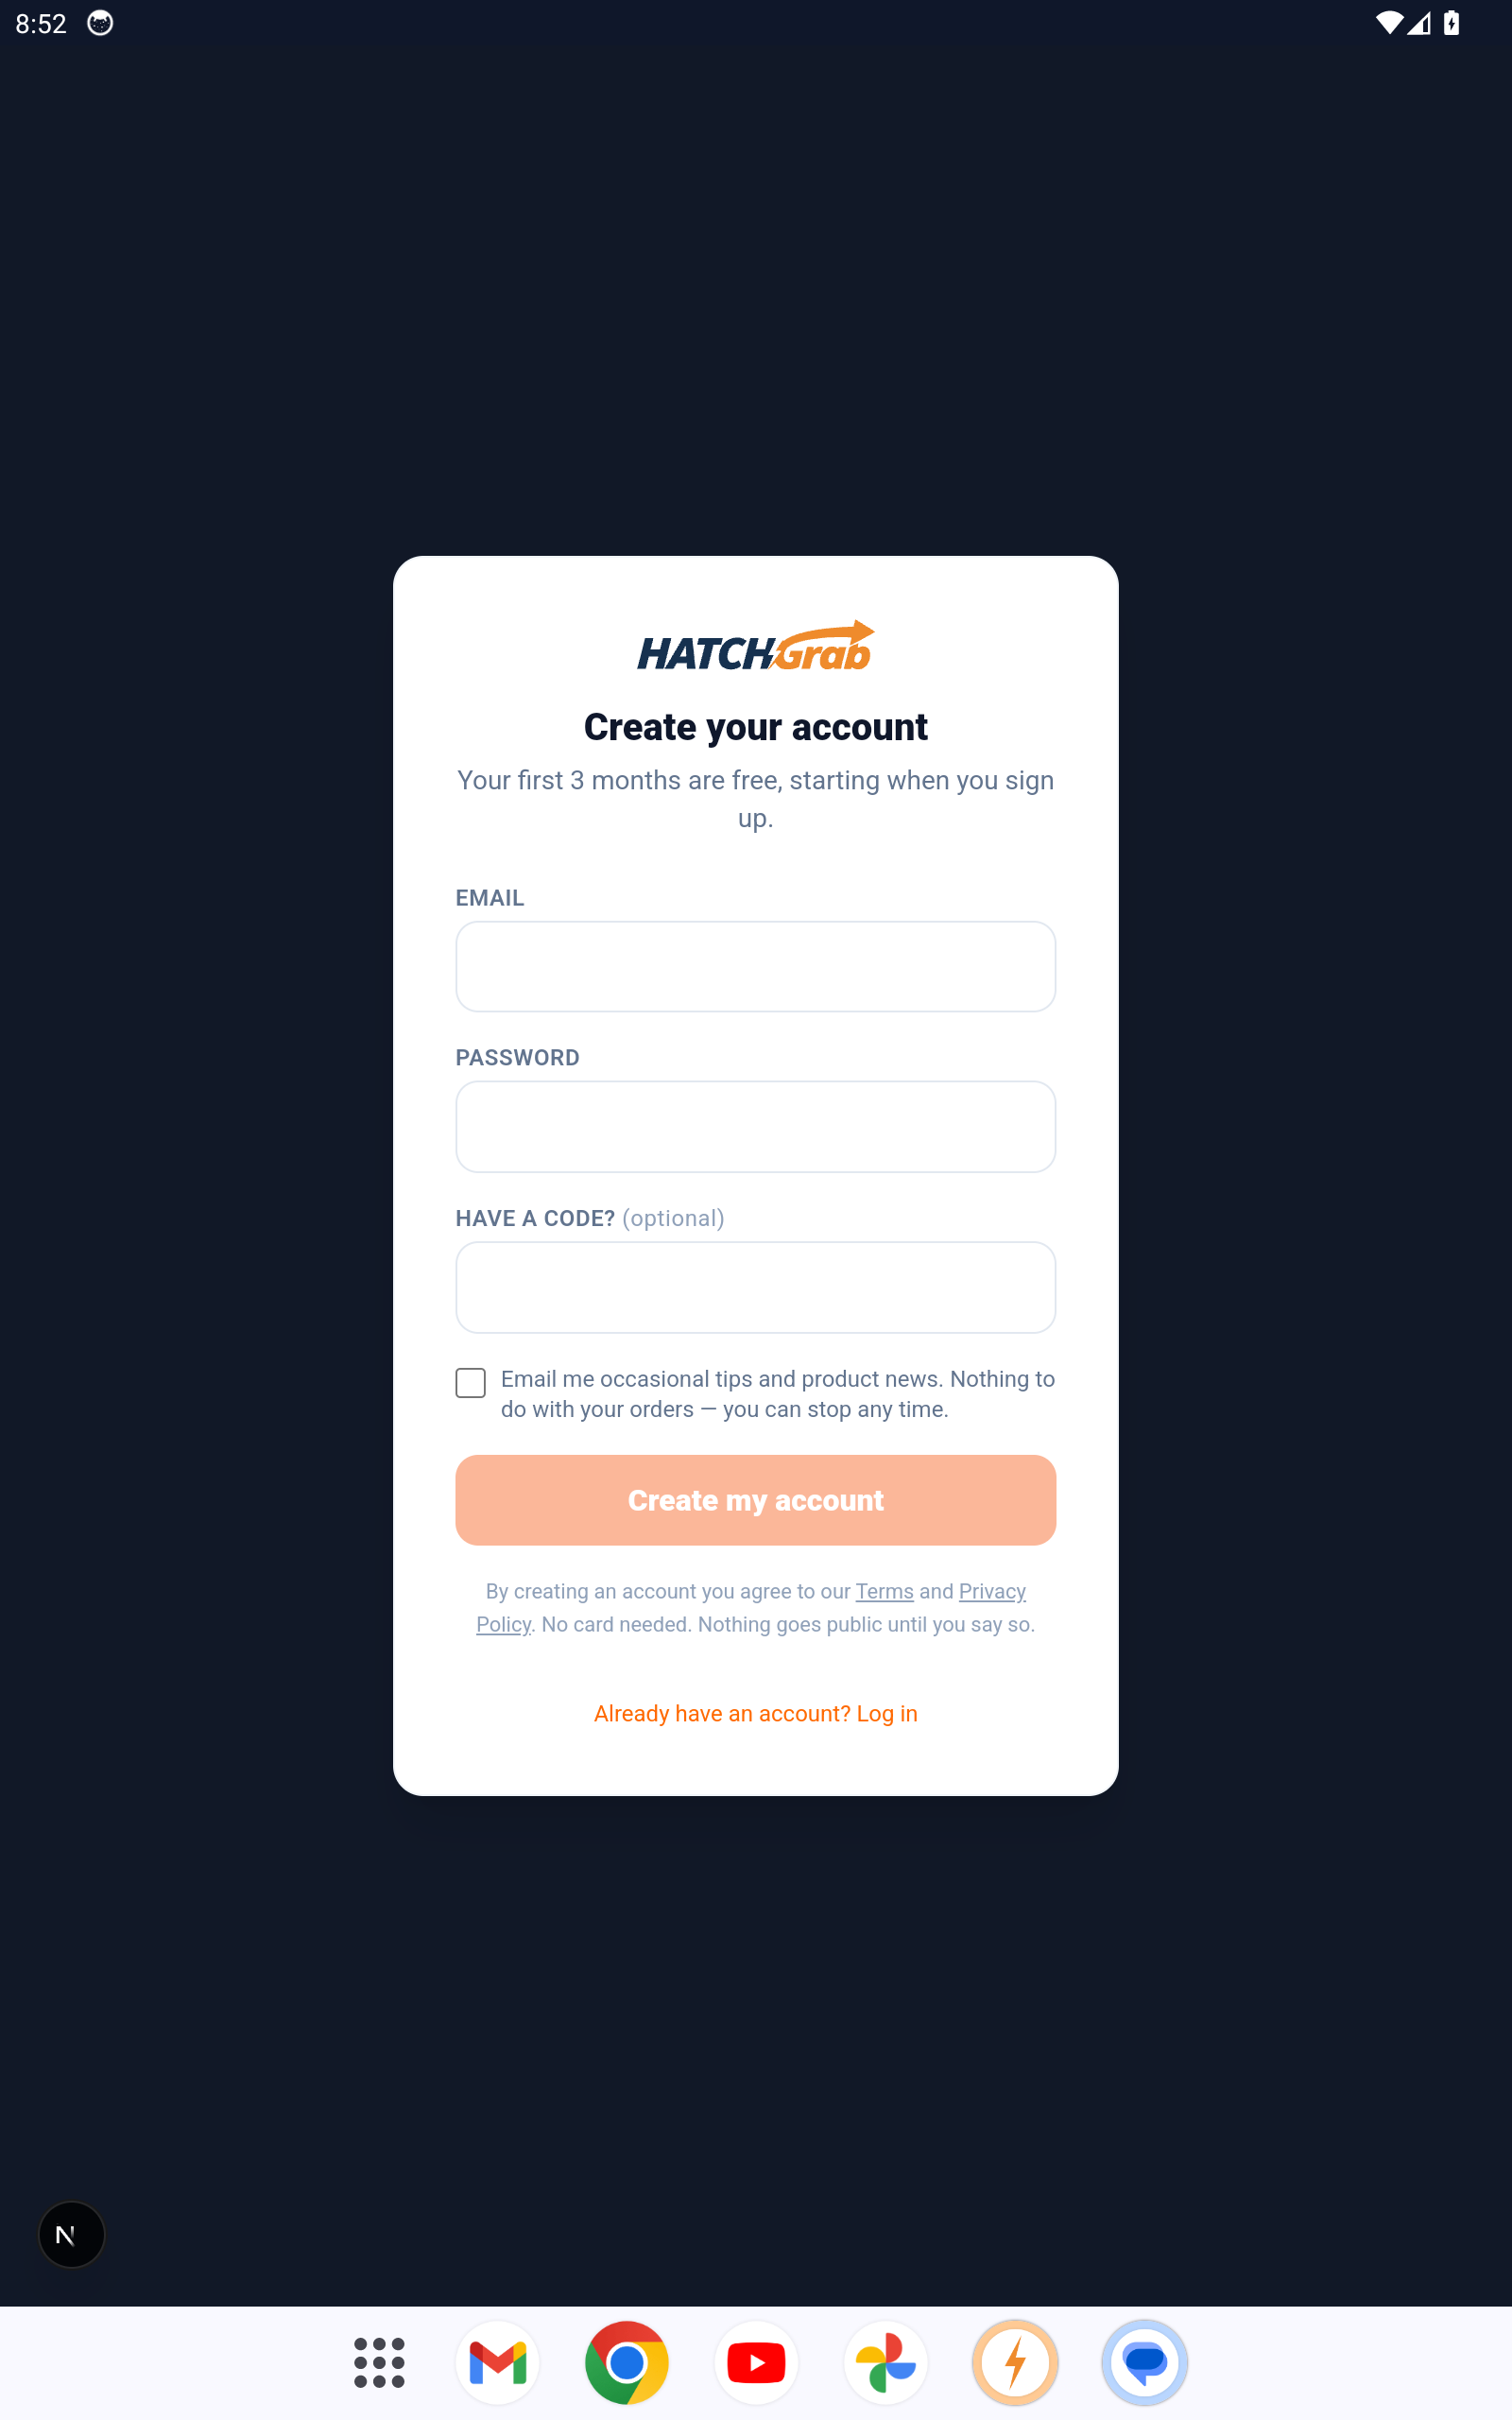 8:52
HATCHGrab
Create your account
Your first 3 months are free, starting when you sign
up.
EMAIL
PASSWORD
HAVE A CODE? (optional)
Email me occasional tips and product news. Nothing to
do with your orders — you can stop any time.
Create my account
By creating an account you agree to our Terms and Privacy
Policy. No card needed. Nothing goes public until you say so.
Already have an account? Log in
N